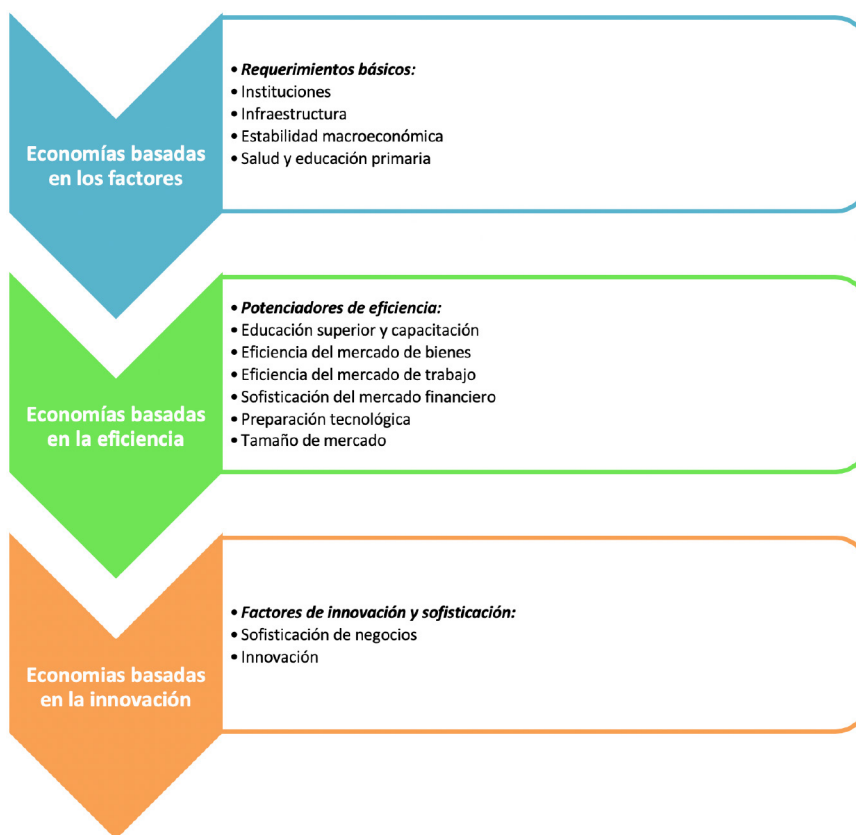 Economías basadas
en los factores
• Requerimientos básicos:
• Instituciones
• Infraestructura
• Estabilidad macroeconómica
• Salud y educación primaria
Economías basadas
en la eficiencia
• Potenciadores de eficiencia:
• Educación superior y capacitación
• Eficiencia del mercado de bienes
• Eficiencia del mercado de trabajo
• Sofisticación del mercado financiero
• Preparación tecnológica
• Tamaño de mercado
Economias basadas
en la innovación
• Factores de innovación y sofisticación:
• Sofisticación de negocios
• Innovación